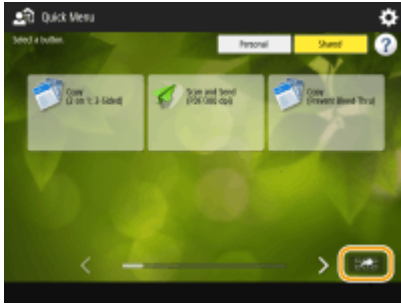 Quick Menu
Select a button.
Personal
Shared
?
Copy
(2 on 1: 2-Sided)
Scan and Send
(PDF/300 dpi)
Copy
(Prevent Bleed-Thru)